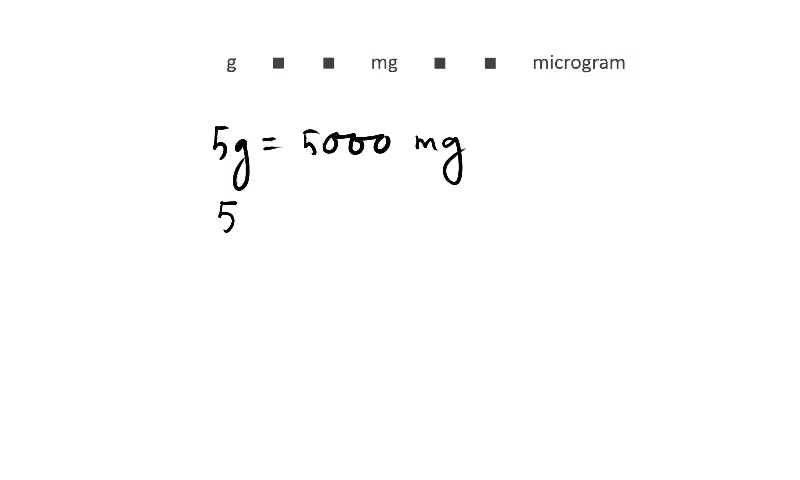 g ■ ■ mg ■ ■ microgram
5g = 5000 mg
5